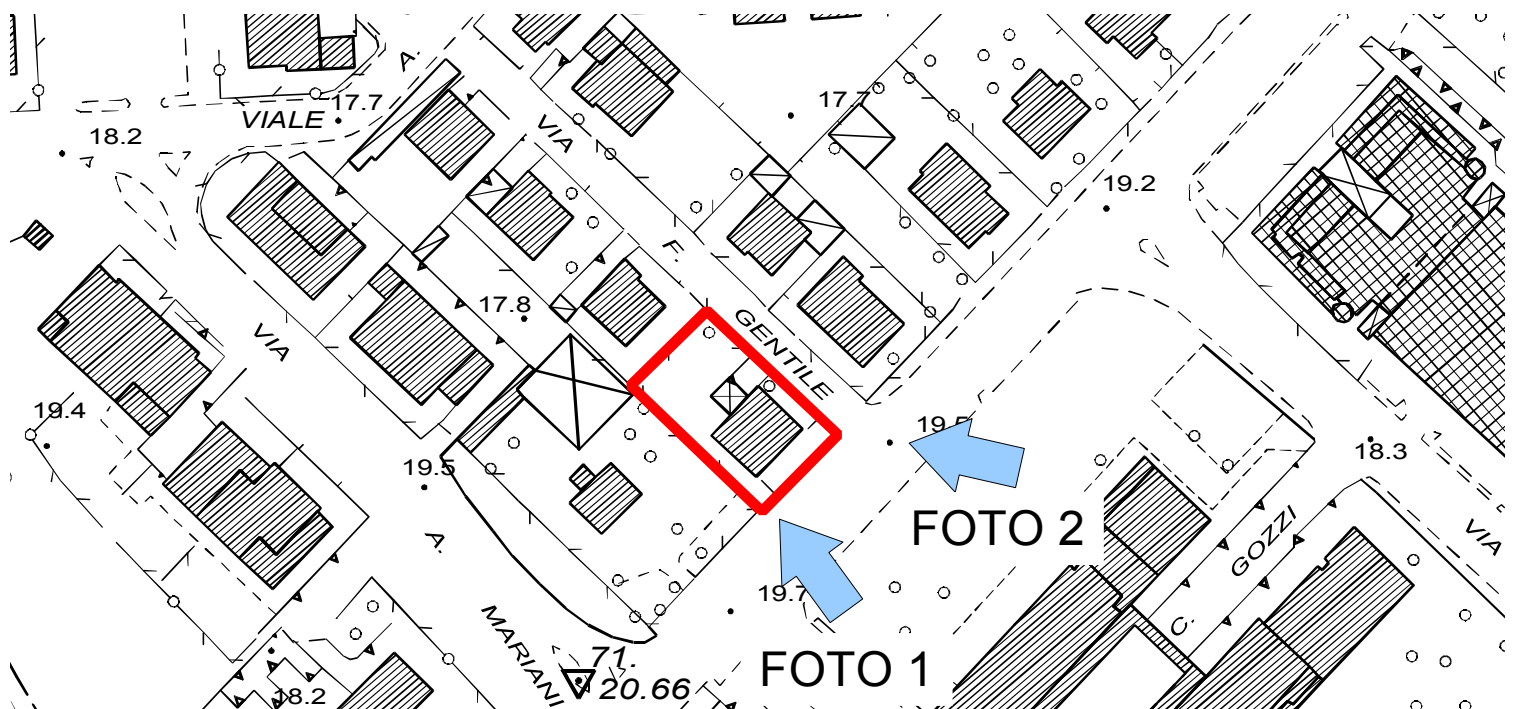 A.
17.7
VIALE
18.2
VIA
17.7
19.2
F.
17.8
GENTILE
VIA
19.4
19.5
19.5
18.3
A.
FOTO 2
GOZZI
VIA
19.7
C.
MARIANI
71.
20.66
FOTO 1
18.2